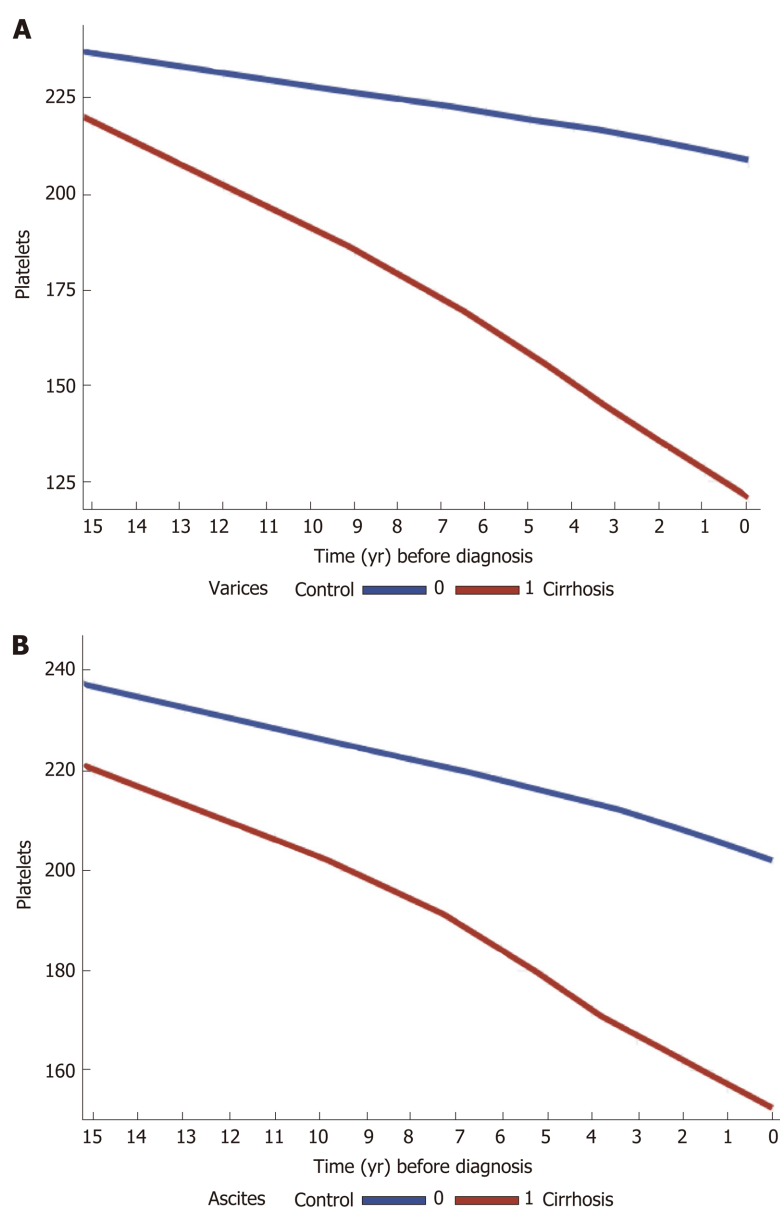 A
225
200
175
150
125
Platelets
15 14 13 12 11 10 9 8 7 6 5 4 3 2 1 0
Time (yr) before diagnosis
Varices Control 0 1 Cirrhosis
B
240
220
200
180
160
Platelets
15 14 13 12 11 10 9 8 7 6 5 4 3 2 1 0
Time (yr) before diagnosis
Ascites Control 0 1 Cirrhosis